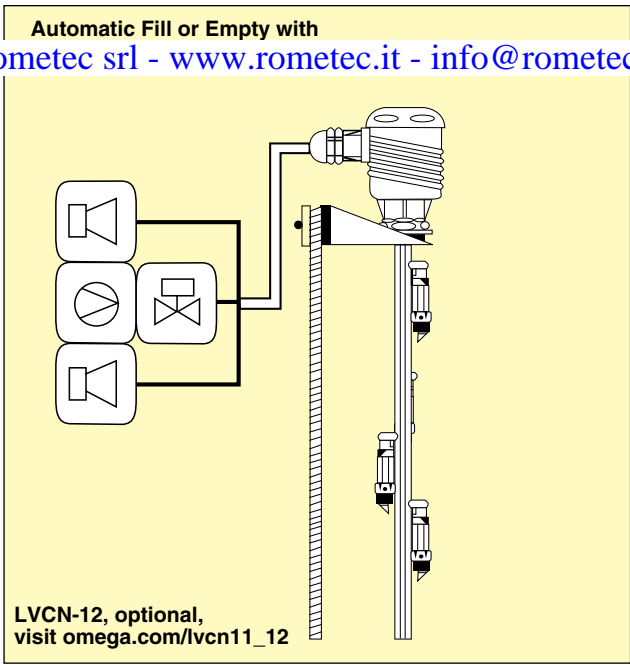 Automatic Fill or Empty with
ometec srl - www.rometec.it - info@rometec
LVCN-12, optional,
visit omega.com/lvcn11_12